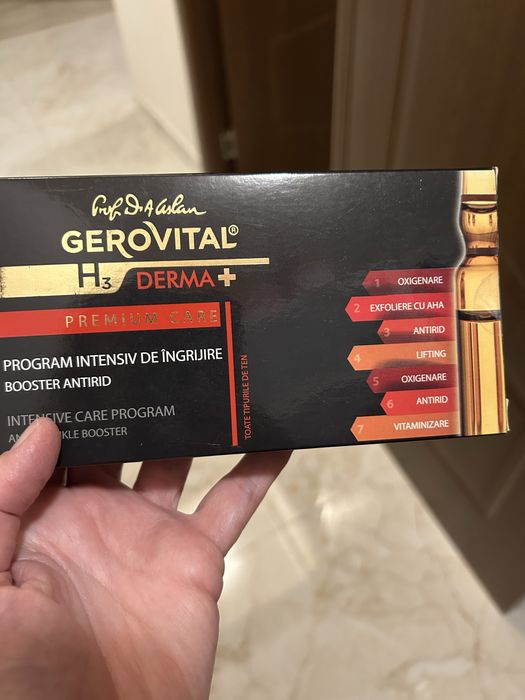 Prof. Dr. A. Aslan
GEROVITAL®
H3 DERMA+
PREMIUM CARE
PROGRAM INTENSIV DE ÎNGRIJIRE
BOOSTER ANTIRID
INTENSIVE CARE PROGRAM
BOOSTER
TOATE TIPURILE DE TEN
1 OXIGENARE
2 EXFOLIERE CU AHA
3 ANTIRID
4 LIFTING
5 OXIGENARE
6 ANTIRID
7 VITAMINIZARE